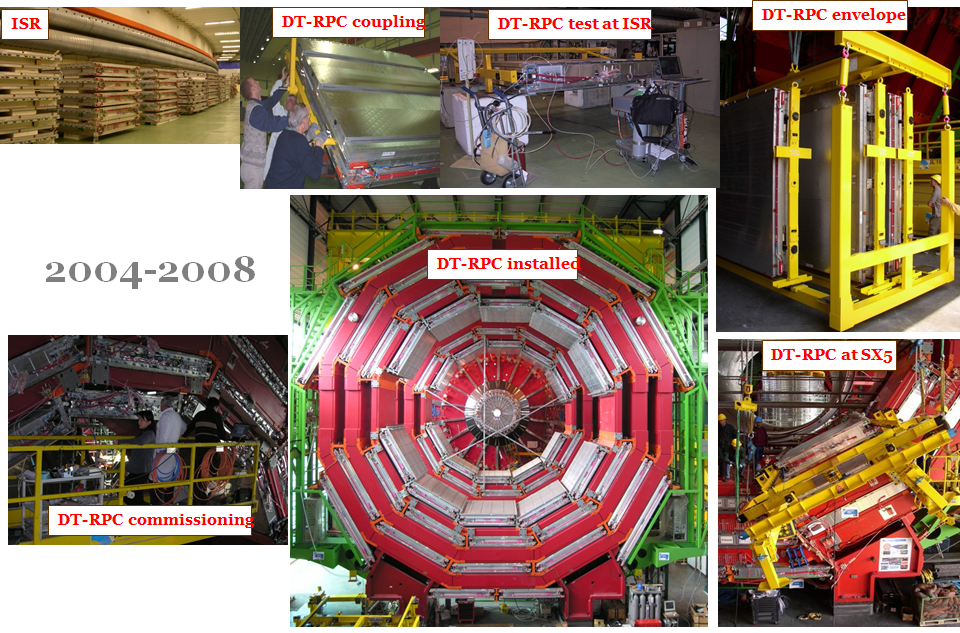 ISR
DT-RPC coupling
DT-RPC test at ISR
DT-RPC envelope
2004-2008
DT-RPC installed
DT-RPC at SX5
DT-RPC commissioning